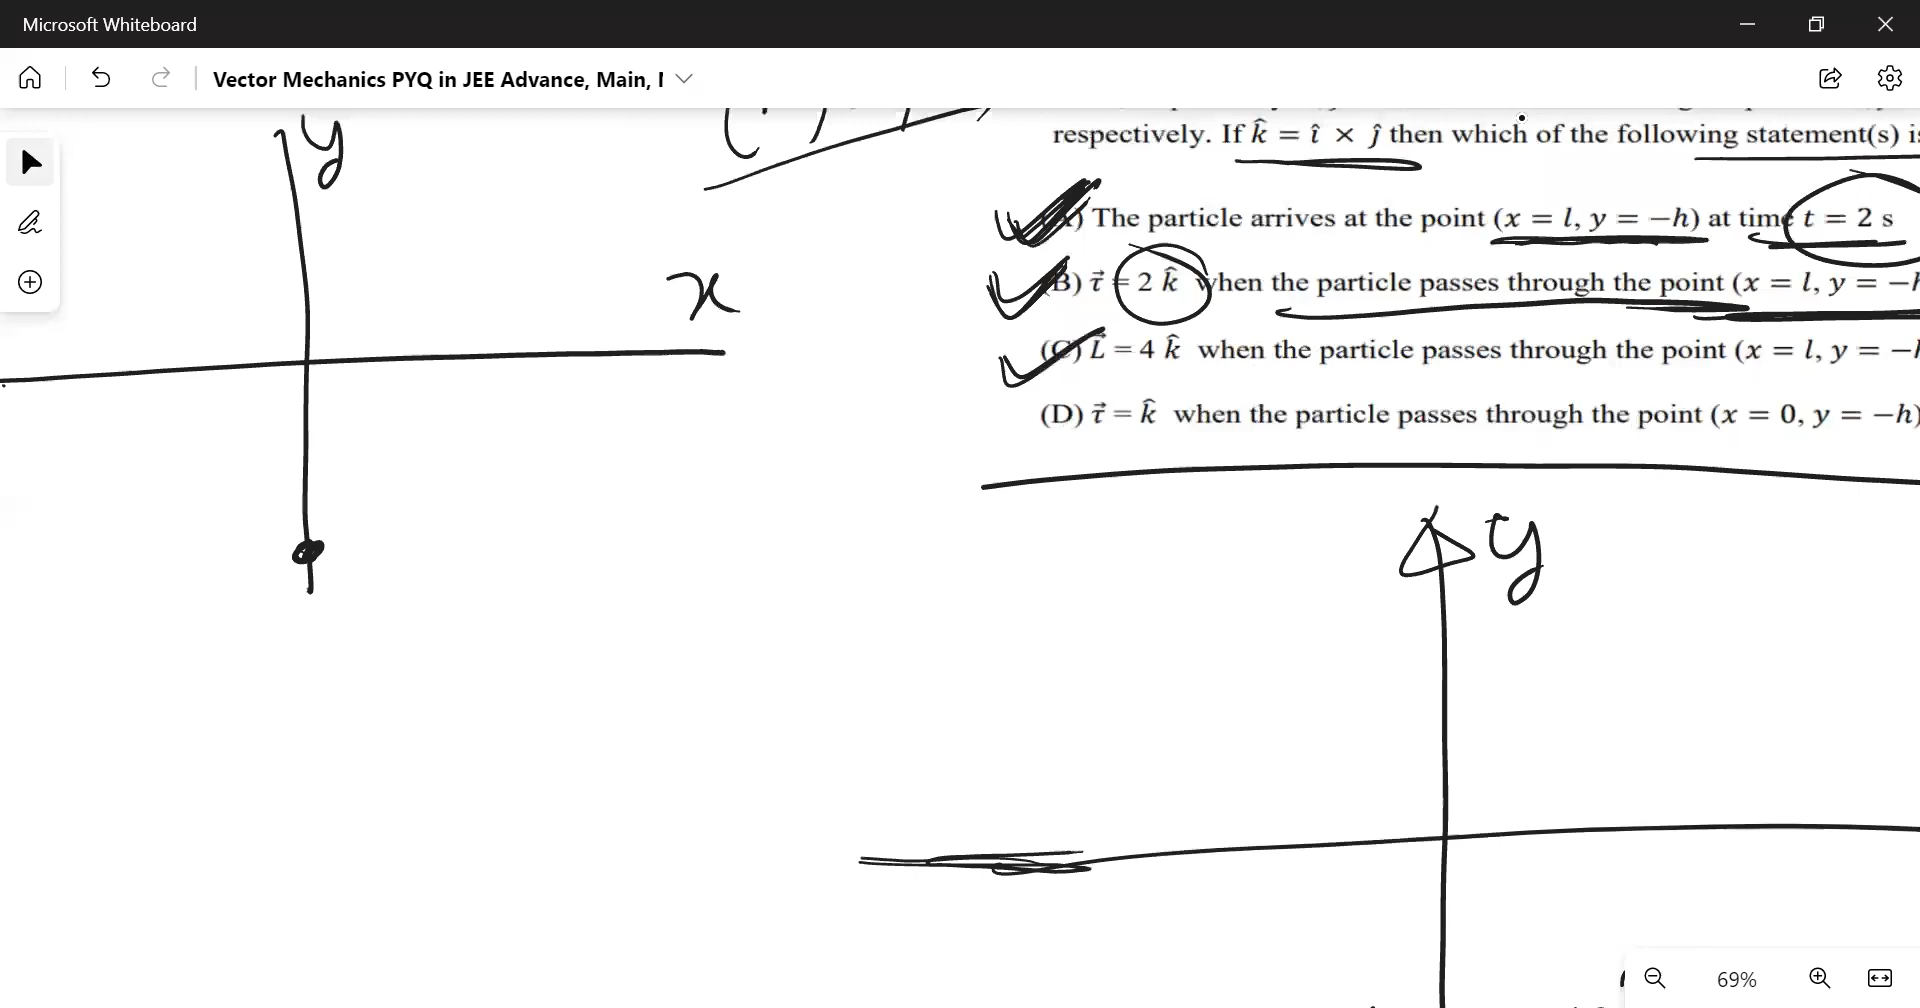 Microsoft Whiteboard
Vector Mechanics PYQ in JEE Advance, Main,
y
x
respectively. If k̂ = î × ĵ then which of the following statement(s) is
) The particle arrives at the point (x = l, y = −h) at time t = 2 s
(B) τ⃗ = 2 k̂ when the particle passes through the point (x = l, y = −h
(C) L⃗ = 4 k̂ when the particle passes through the point (x = l, y = −h
(D) τ⃗ = k̂ when the particle passes through the point (x = 0, y = −h)
y
69%